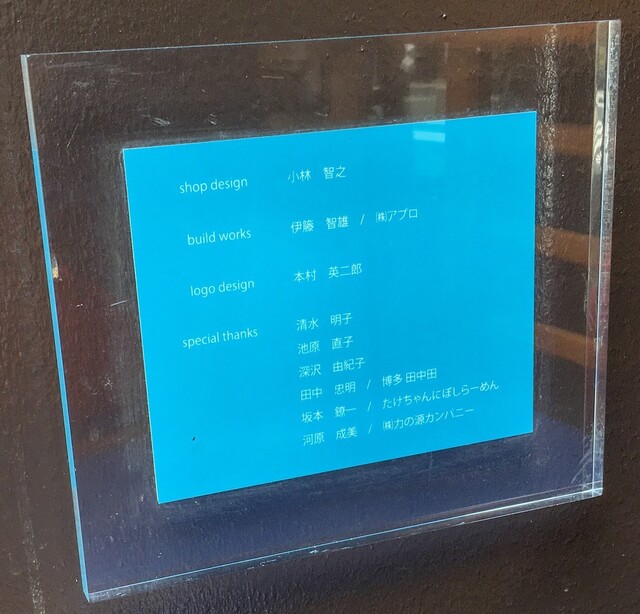 shop design 小林 智之
build works 伊藤 智雄 / ㈱アプロ
logo design 本村 英二郎
special thanks 清水 明子
池原 直子
深沢 由紀子
田中 忠明 / 博多 田中田
坂本 鐐一 / たけちゃんにぼしらーめん
河原 成美 / ㈱力の源カンパニー